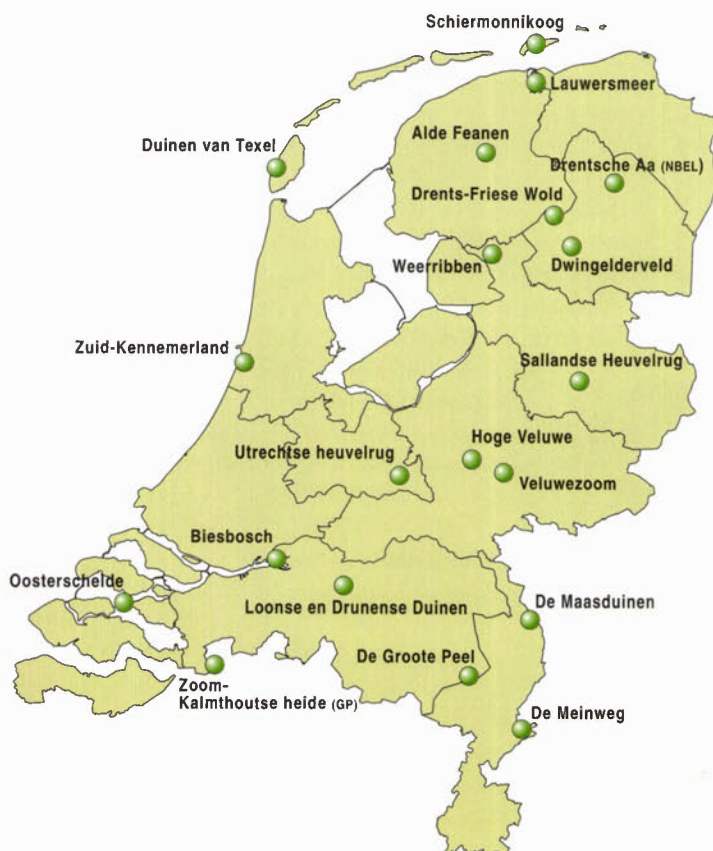 Schiermonnikoog
Lauwersmeer
Alde Feanen
Duinen van Texel
Drentsche Aa (NBEL)
Drents-Friese Wold
Weerribben
Dwingelderveld
Zuid-Kennemerland
Sallandse Heuvelrug
Hoge Veluwe
Utrechtse heuvelrug
Veluwezoom
Biesbosch
Oosterschelde
Loonse en Drunense Duinen
De Maasduinen
De Groote Peel
Zoom-
Kalmthoutse heide (GP)
De Meinweg